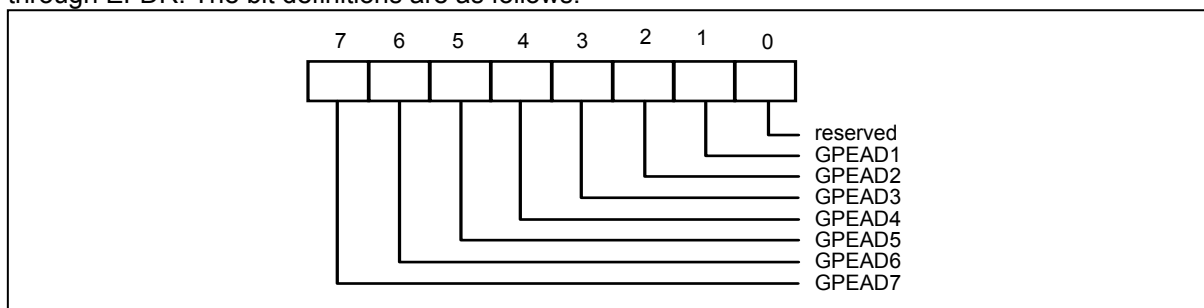 through EPDR. The bit definitions are as follows.
7 6 5 4 3 2 1 0
reserved
GPEAD1
GPEAD2
GPEAD3
GPEAD4
GPEAD5
GPEAD6
GPEAD7